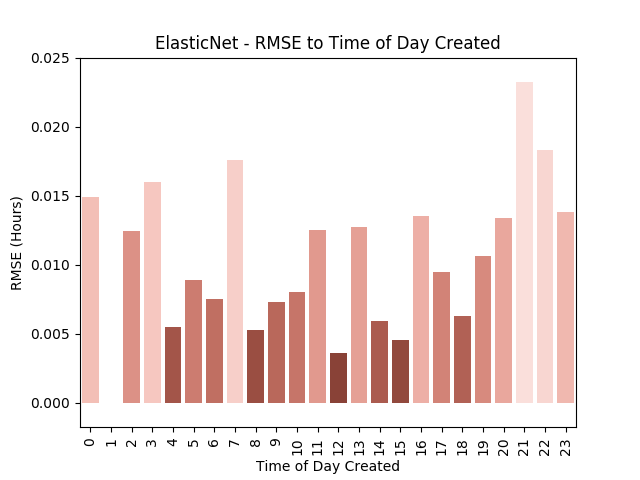 ElasticNet - RMSE to Time of Day Created
0.025
0.020
0.015
0.010
0.005
0.000
RMSE (Hours)
0 1 2 3 4 5 6 7 8 9 10 11 12 13 14 15 16 17 18 19 20 21 22 23
Time of Day Created